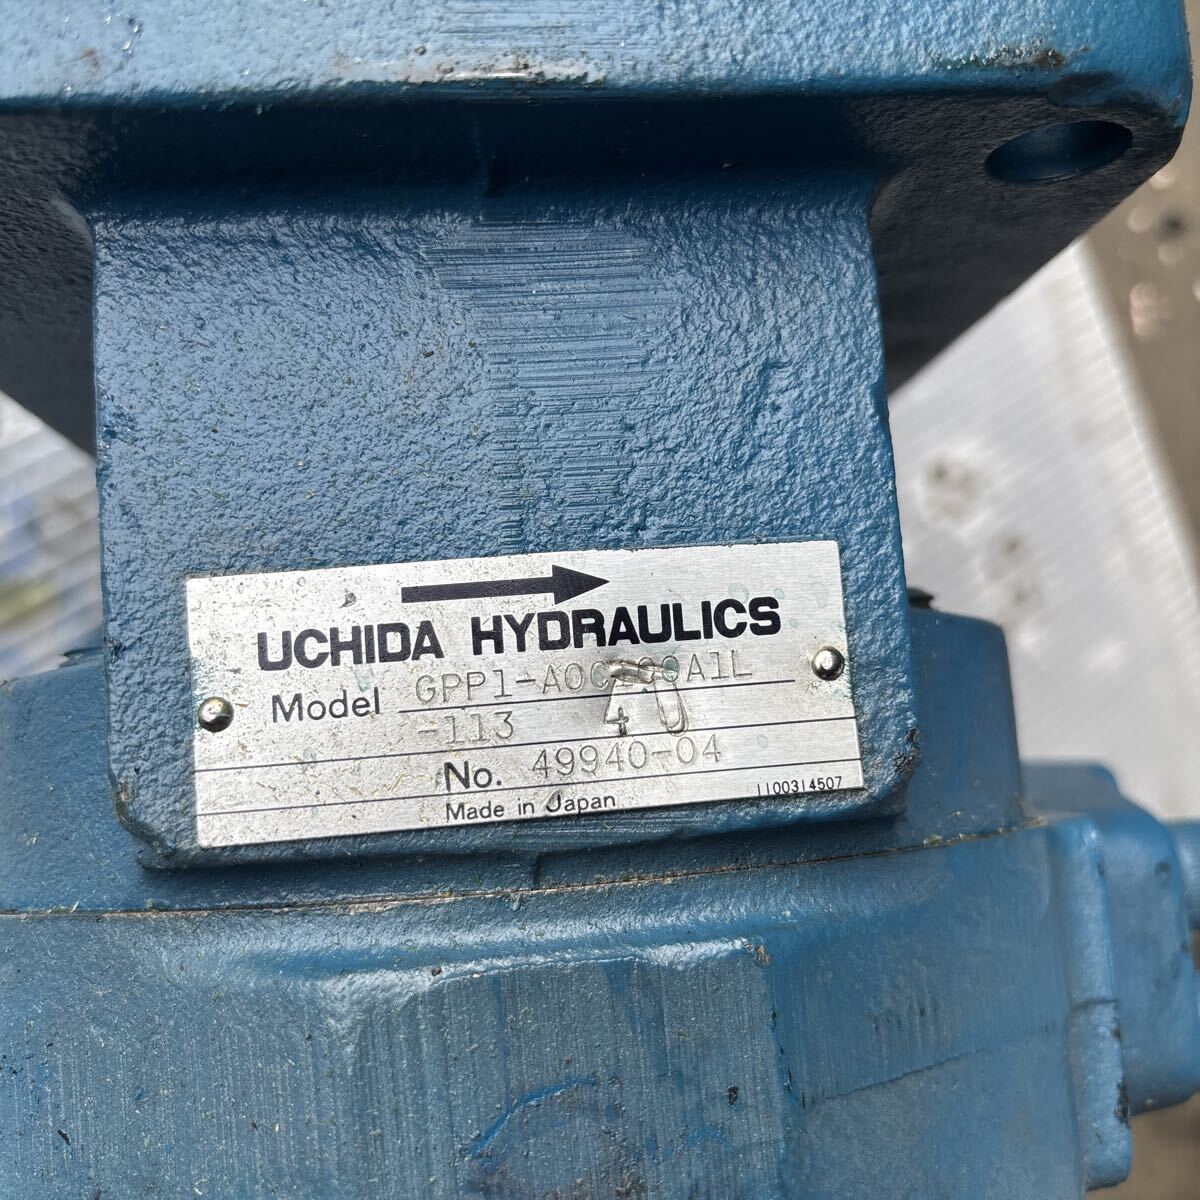 UCHIDA HYDRAULICS
Model
-113 40
No. 49940-04
Made in Japan
1100314507